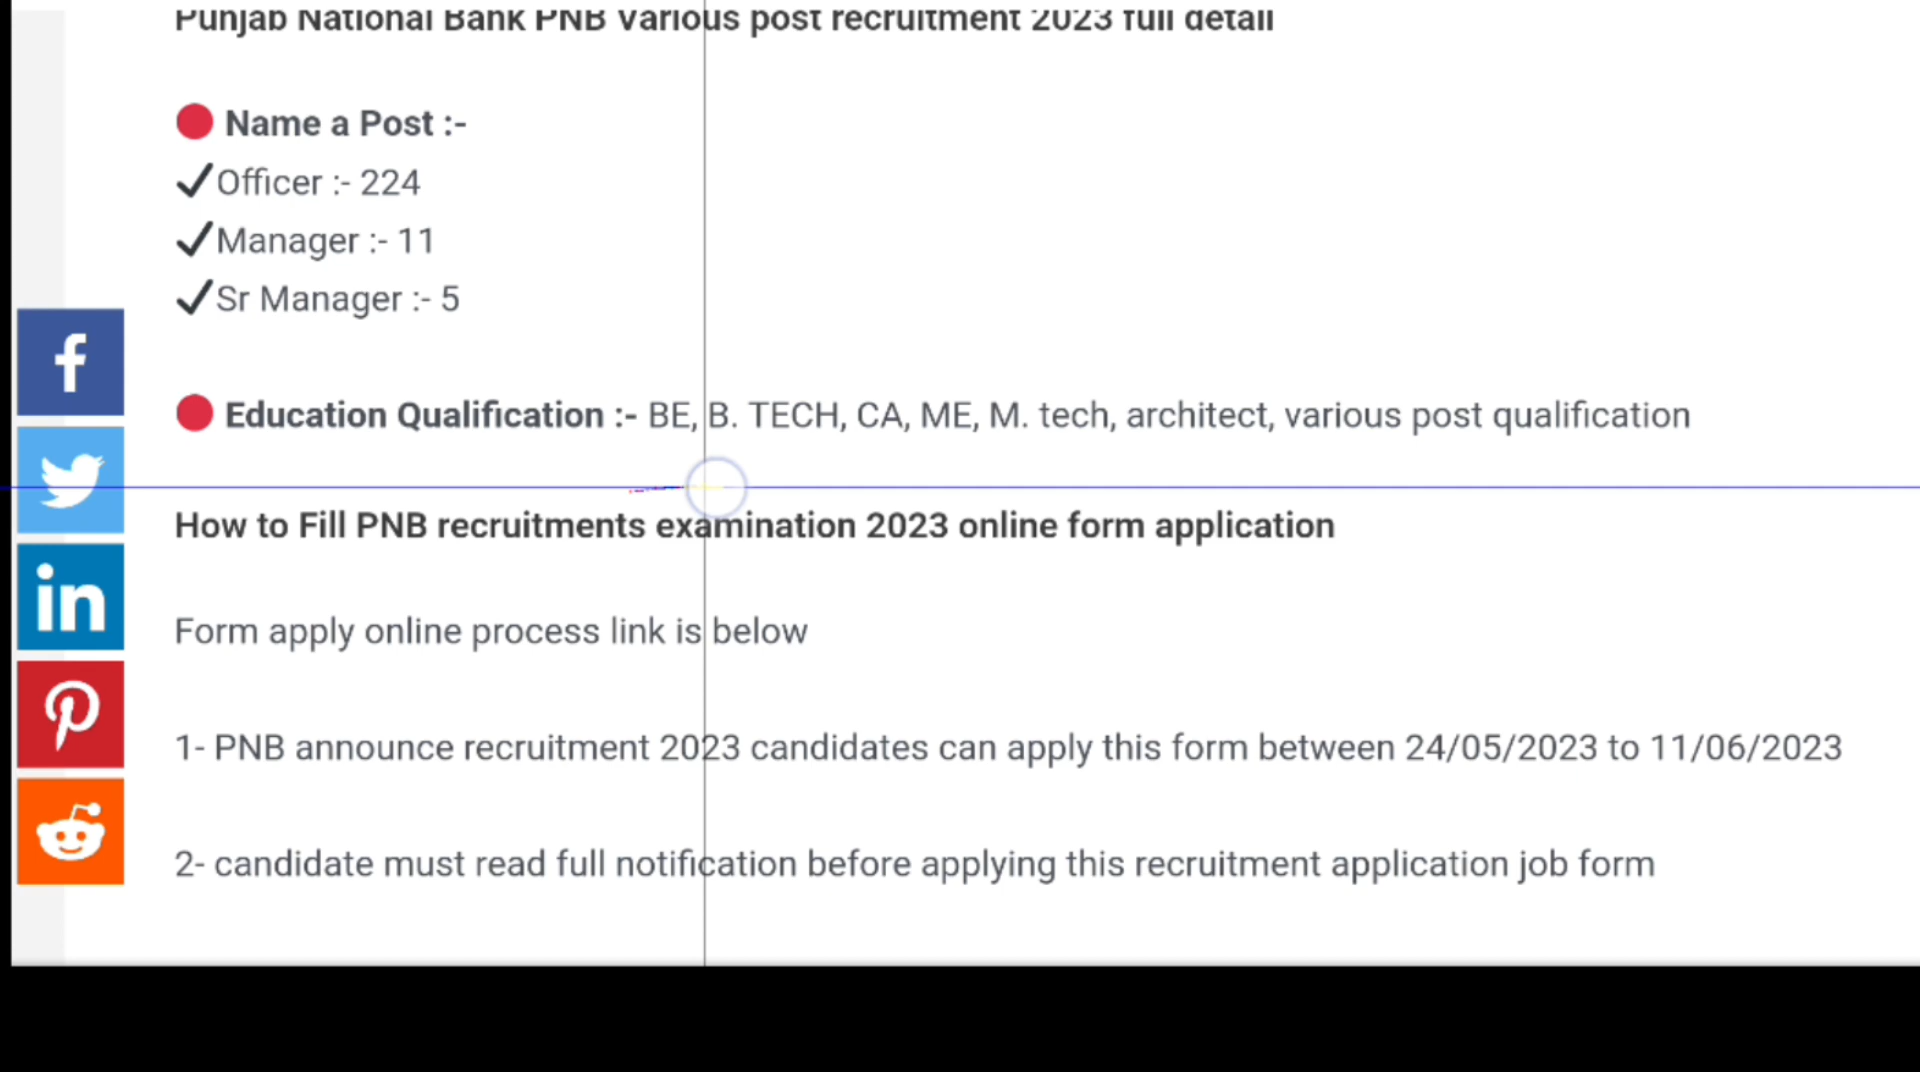 Punjab National Bank PNB Various post recruitment 2023 full detail
Name a Post :-
Officer :- 224
Manager :- 11
Sr Manager :- 5
Education Qualification :- BE, B. TECH, CA, ME, M. tech, architect, various post qualification
How to Fill PNB recruitments examination 2023 online form application
Form apply online process link is below
1- PNB announce recruitment 2023 candidates can apply this form between 24/05/2023 to 11/06/2023
2- candidate must read full notification before applying this recruitment application job form